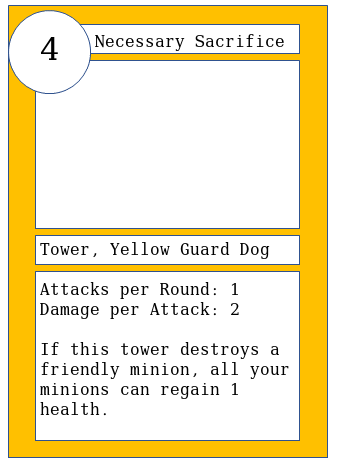 4
Necessary Sacrifice
Tower, Yellow Guard Dog
Attacks per Round: 1
Damage per Attack: 2
If this tower destroys a
friendly minion, all your
minions can regain 1
health.